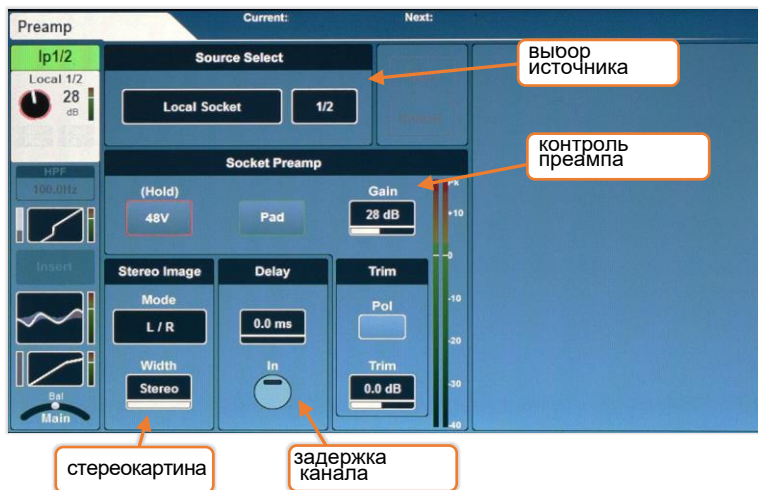 Preamp
Current:
Next:
Ip1/2
Local 1/2
28
dB
Source Select
Local Socket
1/2
выбор
источника
Socket Preamp
контроль
преампа
HPF
100.0Hz
(Hold)
48V
Pad
Gain
28 dB
Pk
+10
0
-10
-20
-30
-40
Insert
Stereo Image
Delay
Trim
Mode
L / R
0.0 ms
Pol
Width
Stereo
In
Trim
0.0 dB
Bal
Main
стереокартина
задержка
канала